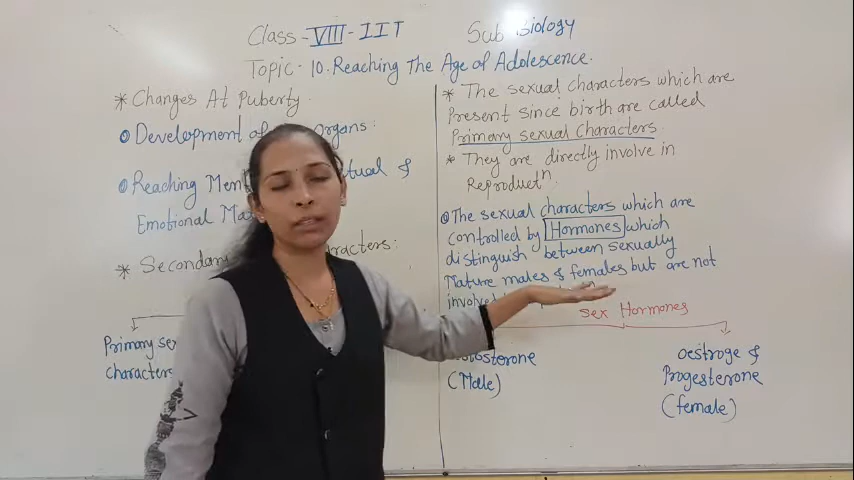 Class - VIII - IIT Sub Biology
Topic - 10. Reaching The Age of Adolescence.
* Changes At Puberty.
Development of Organs:
Reaching &
Emotional
* Secondary characters:
Primary
characters
* The sexual characters which are
Present since birth are called
Primary sexual Characters
* They are directly involve in
Reproductⁿ.
The sexual characters which are
controlled by Hormones which
distinguish between sexually
Mature males & females but are not
involved
sex Hormones
(Male)
oestroge &
Progesterone
(female)